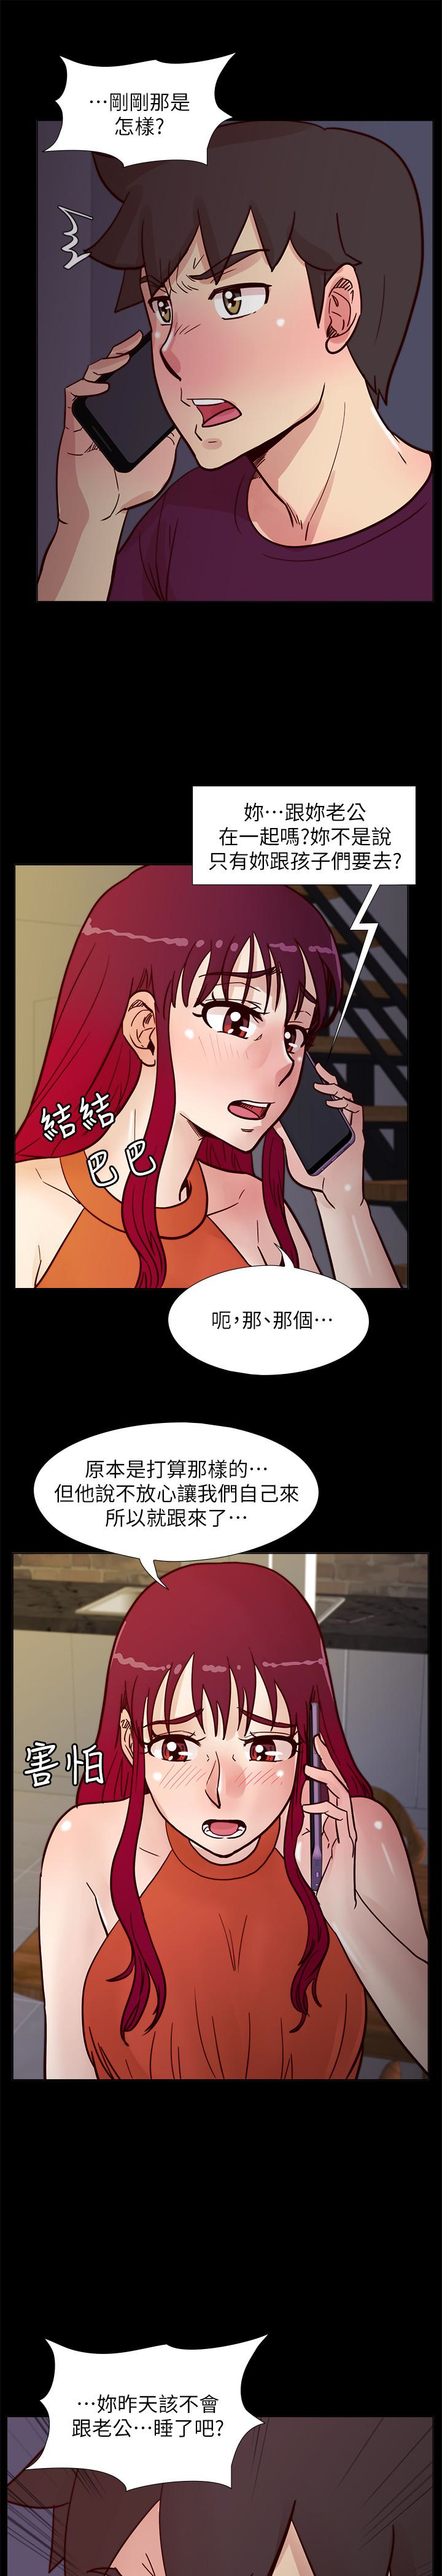 ⋯剛剛那是
怎樣?
妳⋯跟妳老公
在一起嗎?妳不是說
只有妳跟孩子們要去?
結結
巴巴
呃,那、那個⋯
原本是打算那樣的⋯
但他說不放心讓我們自己來
所以就跟來了⋯
害怕
⋯妳昨天該不會
跟老公⋯睡了吧?